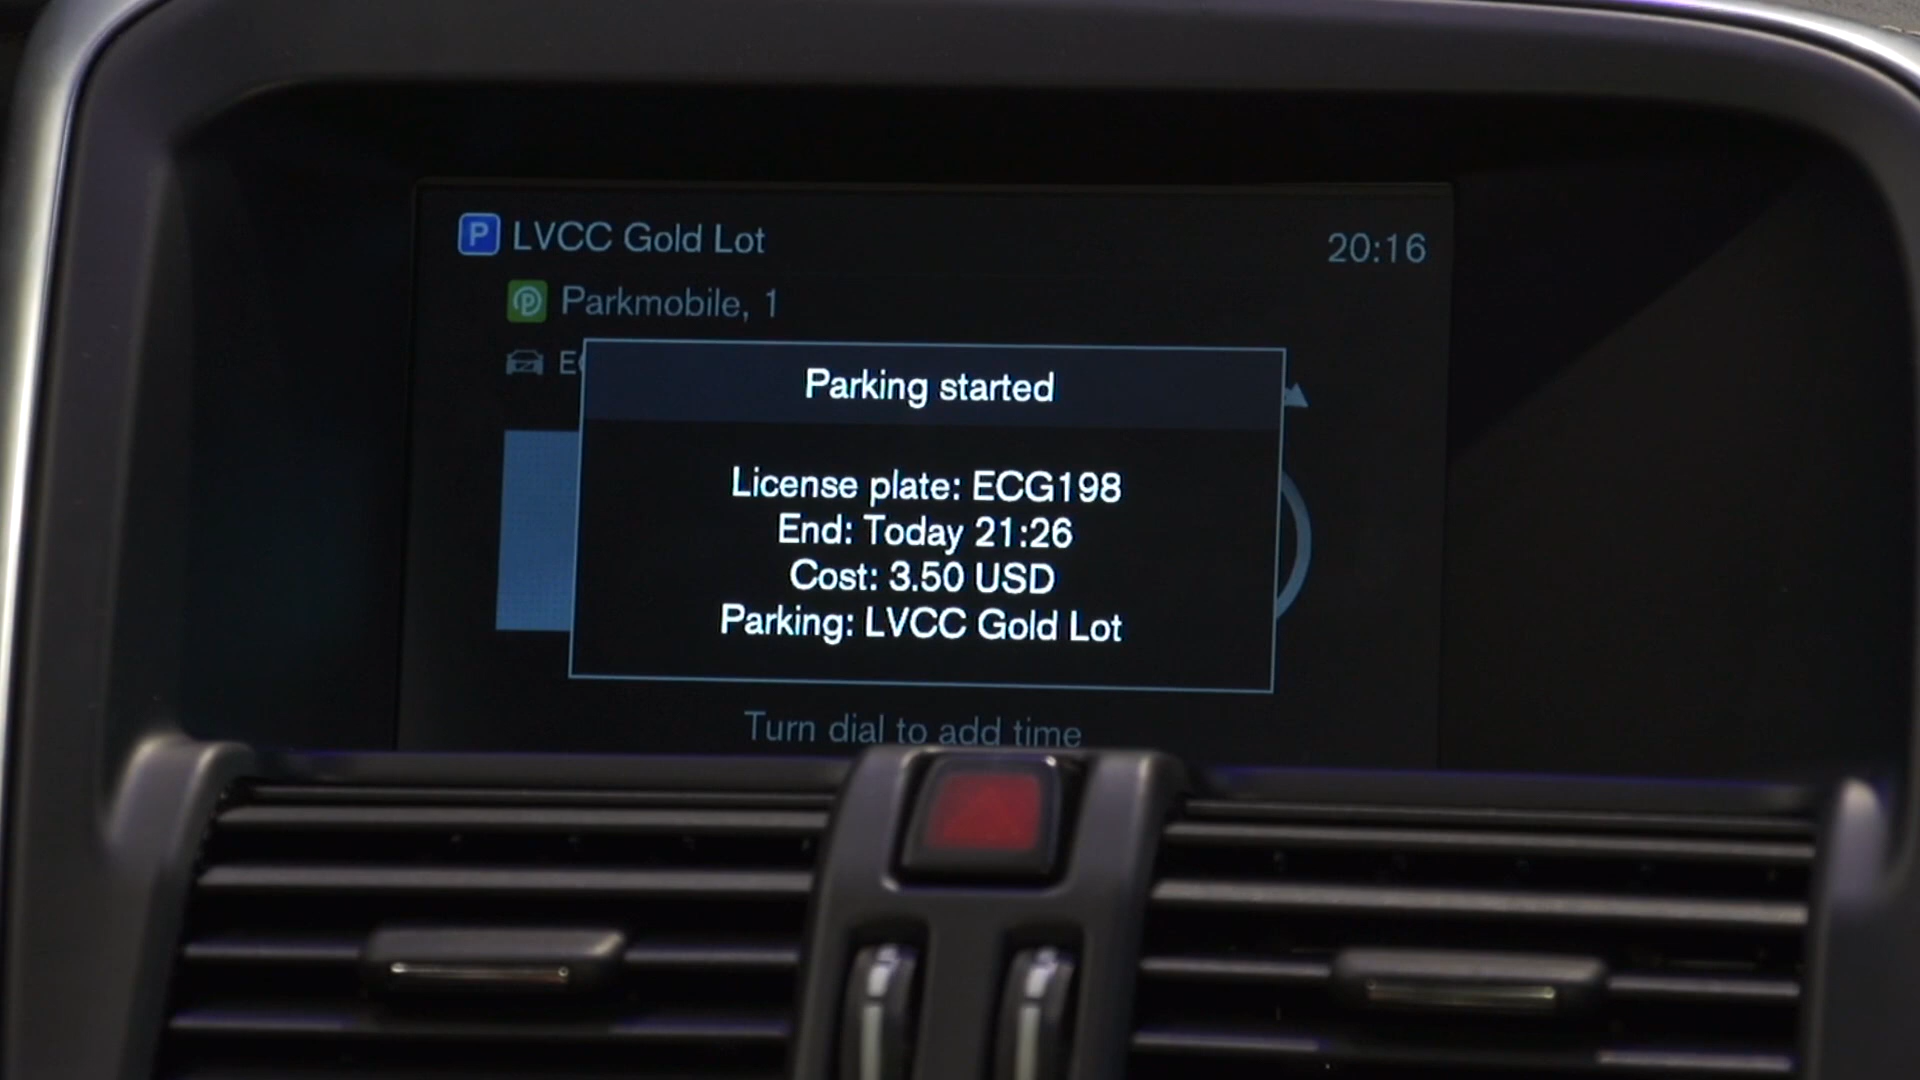 P LVCC Gold Lot
20:16
P Parkmobile, 1
Parking started
License plate: ECG198
End: Today 21:26
Cost: 3.50 USD
Parking: LVCC Gold Lot
Turn dial to add time